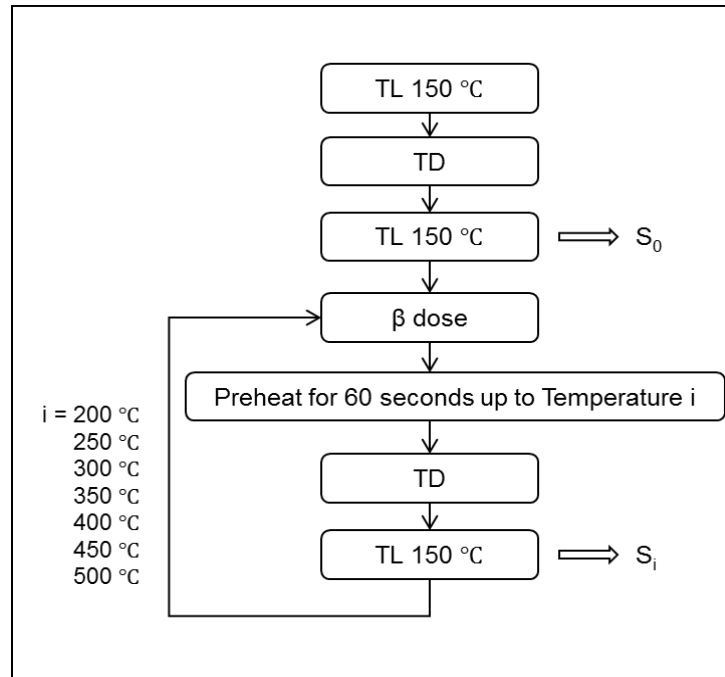 TL 150 ℃
TD
TL 150 ℃
S₀
β dose
Preheat for 60 seconds up to Temperature i
i = 200 ℃
250 ℃
300 ℃
350 ℃
400 ℃
450 ℃
500 ℃
TD
TL 150 ℃
Sᵢ